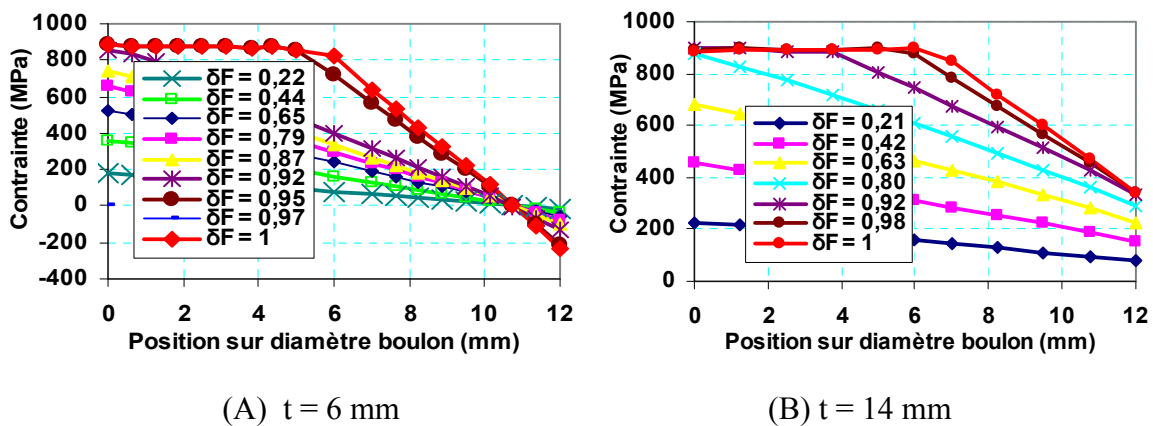 Contrainte (MPa)
1000
800
600
400
200
0
-200
-400
δF = 0,22
δF = 0,44
δF = 0,65
δF = 0,79
δF = 0,87
δF = 0,92
δF = 0,95
δF = 0,97
δF = 1
0 2 4 6 8 10 12
Position sur diamètre boulon (mm)
(A) t = 6 mm
Contrainte (MPa)
1000
800
600
400
200
0
δF = 0,21
δF = 0,42
δF = 0,63
δF = 0,80
δF = 0,92
δF = 0,98
δF = 1
0 2 4 6 8 10 12
Position sur diamètre boulon (mm)
(B) t = 14 mm